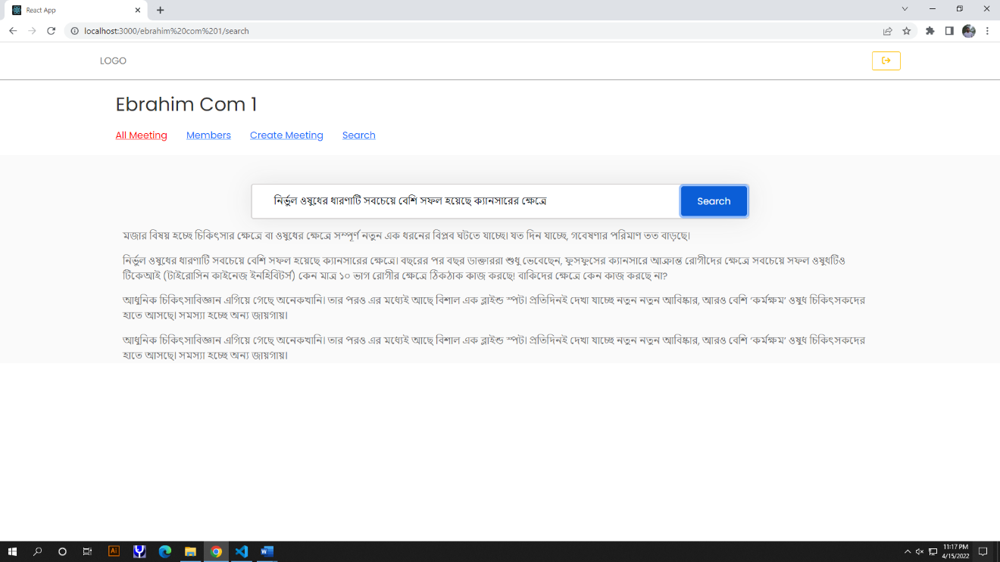 React App
localhost:3000/ebrahim%20com%201/search
LOGO
Ebrahim Com 1
All Meeting Members Create Meeting Search
নির্ভুল ওষুধের ধারণাটি সবচেয়ে বেশি সফল হয়েছে ক্যানসারের ক্ষেত্রে Search
মজার বিষয় হচ্ছে চিকিৎসার ক্ষেত্রে বা ওষুধের ক্ষেত্রে সম্পূর্ণ নতুন এক ধরনের বিপ্লব ঘটতে যাচ্ছে। যত দিন যাচ্ছে, গবেষণার পরিমাণ তত বাড়ছে।
নির্ভুল ওষুধের ধারণাটি সবচেয়ে বেশি সফল হয়েছে ক্যানসারের ক্ষেত্রে। বছরের পর বছর ডাক্তাররা শুধু ভেবেছেন, ফুসফুসের ক্যানসারে আক্রান্ত রোগীদের ক্ষেত্রে সবচেয়ে সফল ওষুধটিও
টিকেআই (টাইরোসিন কাইনেজ ইনহিবিটর্স) কেন মাত্র ১০ ভাগ রোগীর ক্ষেত্রে ঠিকঠাক কাজ করছে! বাকিদের ক্ষেত্রে কেন কাজ করছে না?
আধুনিক চিকিৎসাবিজ্ঞান এগিয়ে গেছে অনেকখানি। তার পরও এর মধ্যেই আছে বিশাল এক ব্লাইন্ড স্পট। প্রতিদিনই দেখা যাচ্ছে নতুন নতুন আবিষ্কার, আরও বেশি ‘কর্মক্ষম’ ওষুধ চিকিৎসকদের
হাতে আসছে। সমস্যা হচ্ছে অন্য জায়গায়।
আধুনিক চিকিৎসাবিজ্ঞান এগিয়ে গেছে অনেকখানি। তার পরও এর মধ্যেই আছে বিশাল এক ব্লাইন্ড স্পট। প্রতিদিনই দেখা যাচ্ছে নতুন নতুন আবিষ্কার, আরও বেশি ‘কর্মক্ষম’ ওষুধ চিকিৎসকদের
হাতে আসছে। সমস্যা হচ্ছে অন্য জায়গায়।
Ai
11:17 PM
4/15/2022